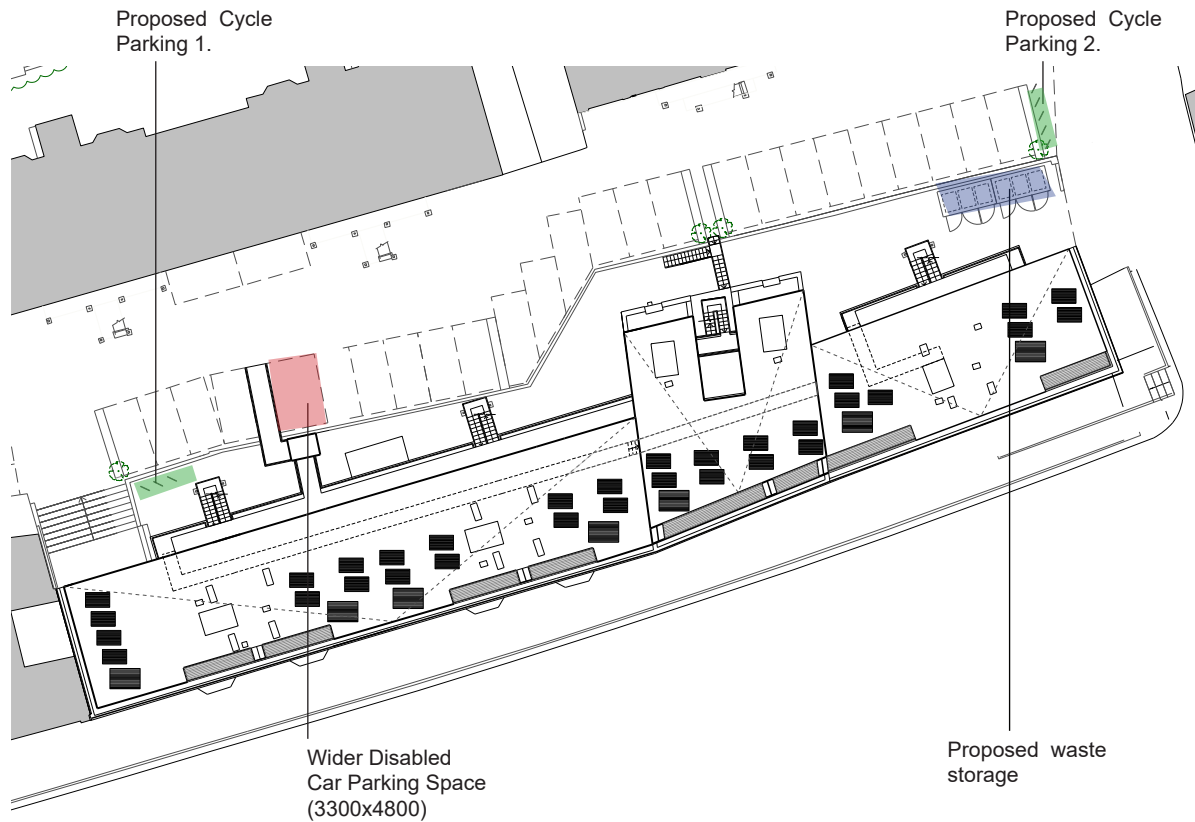 Proposed Cycle
Parking 1.
Proposed Cycle
Parking 2.
Wider Disabled
Car Parking Space
(3300x4800)
Proposed waste
storage